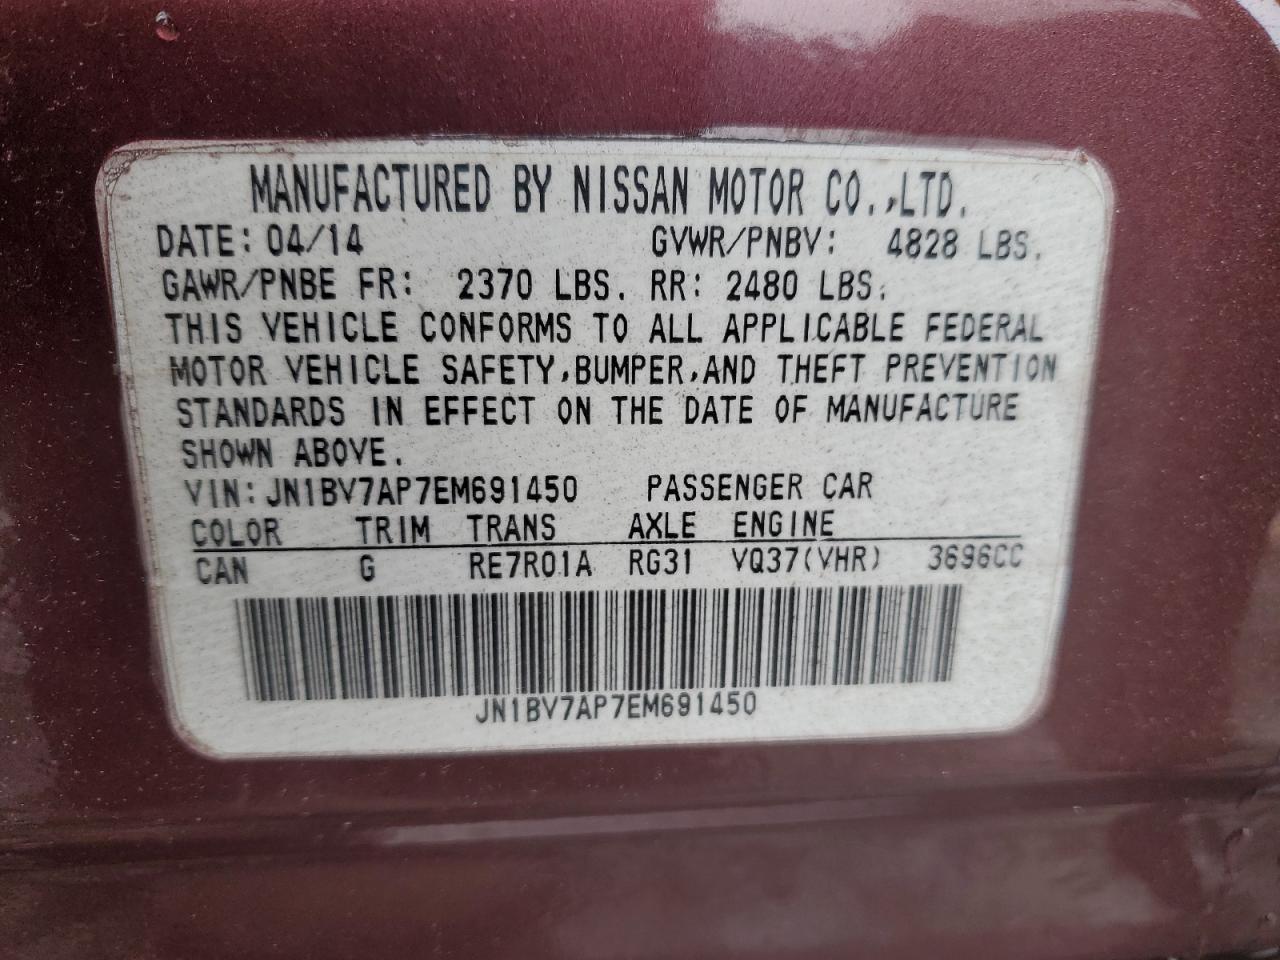 MANUFACTURED BY NISSAN MOTOR CO.,LTD.
DATE: 04/14 GVWR/PNBV: 4828 LBS.
GAWR/PNBE FR: 2370 LBS. RR: 2480 LBS.
THIS VEHICLE CONFORMS TO ALL APPLICABLE FEDERAL
MOTOR VEHICLE SAFETY,BUMPER,AND THEFT PREVENTION
STANDARDS IN EFFECT ON THE DATE OF MANUFACTURE
SHOWN ABOVE.
VIN: JN1BV7AP7EM691450 PASSENGER CAR
COLOR TRIM TRANS AXLE ENGINE
CAN G RE7R01A RG31 VQ37(VHR) 3696CC
JN1BV7AP7EM691450